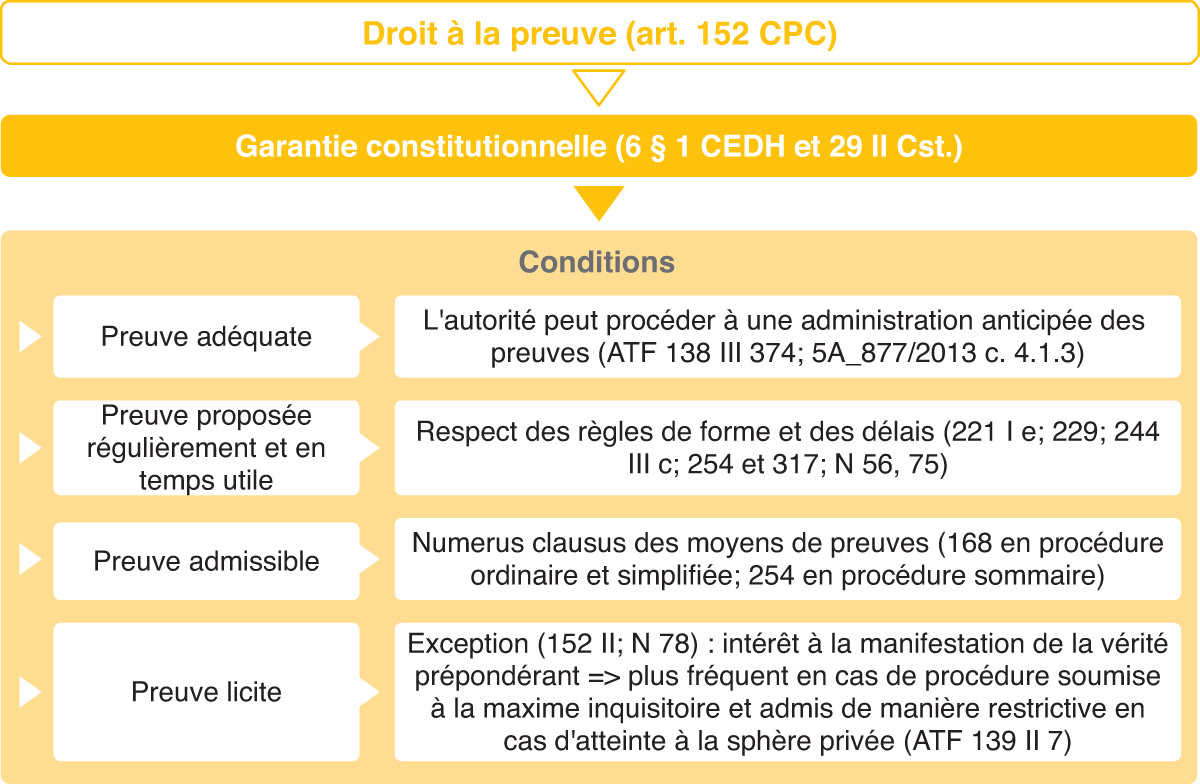 Droit à la preuve (art. 152 CPC)
Garantie constitutionnelle (6 § 1 CEDH et 29 II Cst.)
Conditions
Preuve adéquate
L'autorité peut procéder à une administration anticipée des
preuves (ATF 138 III 374; 5A_877/2013 c. 4.1.3)
Preuve proposée
régulièrement et en
temps utile
Respect des règles de forme et des délais (221 I e; 229; 244
III c; 254 et 317; N 56, 75)
Preuve admissible
Numerus clausus des moyens de preuves (168 en procédure
ordinaire et simplifiée; 254 en procédure sommaire)
Preuve licite
Exception (152 II; N 78) : intérêt à la manifestation de la vérité
prépondérant => plus fréquent en cas de procédure soumise
à la maxime inquisitoire et admis de manière restrictive en
cas d'atteinte à la sphère privée (ATF 139 II 7)